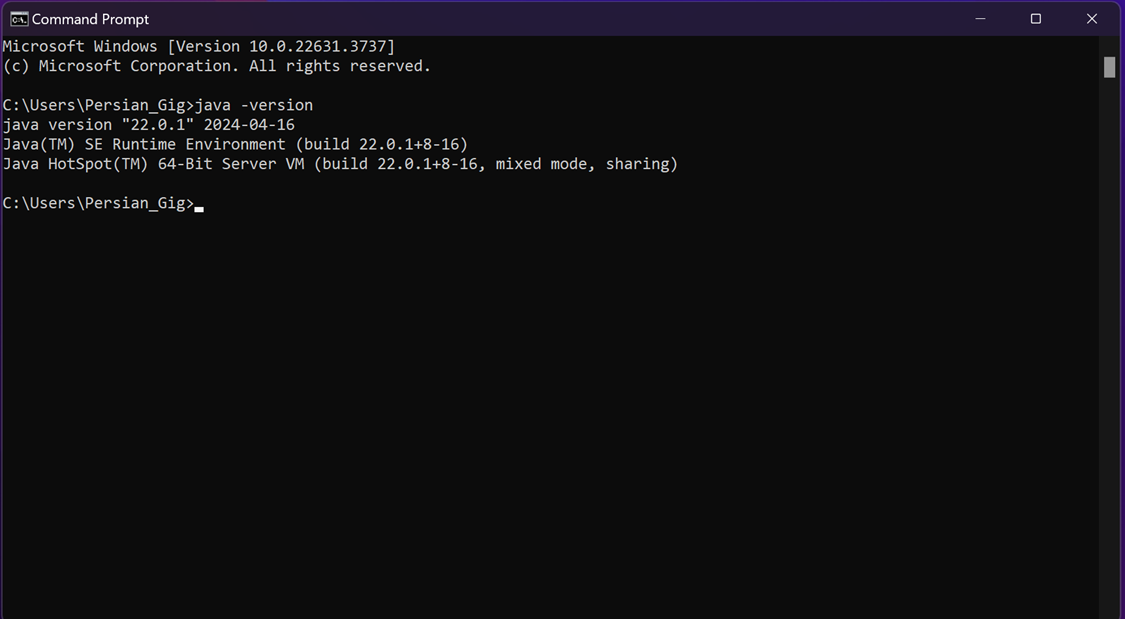 Command Prompt
Microsoft Windows [Version 10.0.22631.3737]
(c) Microsoft Corporation. All rights reserved.
C:\Users\Persian_Gig>java -version
java version "22.0.1" 2024-04-16
Java(TM) SE Runtime Environment (build 22.0.1+8-16)
Java HotSpot(TM) 64-Bit Server VM (build 22.0.1+8-16, mixed mode, sharing)
C:\Users\Persian_Gig>